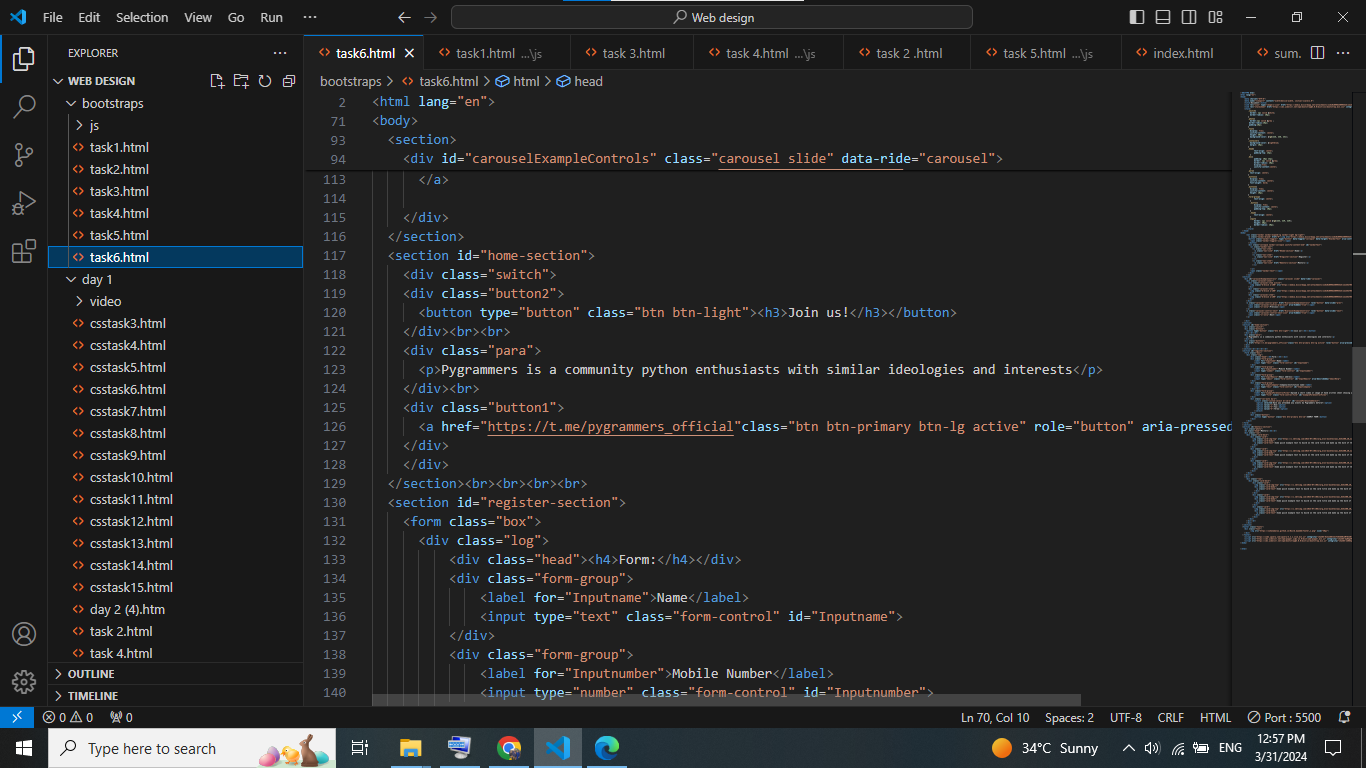 File Edit Selection View Go Run ··· Web design
EXPLORER ···
WEB DESIGN
bootstraps
js
task1.html
task2.html
task3.html
task4.html
task5.html
task6.html
day 1
video
csstask3.html
csstask4.html
csstask5.html
csstask6.html
csstask7.html
csstask8.html
csstask9.html
csstask10.html
csstask11.html
csstask12.html
csstask13.html
csstask14.html
csstask15.html
day 2 (4).htm
task 2.html
task 4.html
OUTLINE
TIMELINE
task6.html task1.html ...\js task 3.html task 4.html ...\js task 2 .html task 5.html ...\js index.html sum. ···
bootstraps > task6.html > html > head
2 <html lang="en">
71 <body>
93 <section>
94 <div id="carouselExampleControls" class="carousel slide" data-ride="carousel">
113 </a>
114
115 </div>
116 </section>
117 <section id="home-section">
118 <div class="switch">
119 <div class="button2">
120 <button type="button" class="btn btn-light"><h3>Join us!</h3></button>
121 </div><br><br>
122 <div class="para">
123 <p>Pygrammers is a community python enthusiasts with similar ideologies and interests</p>
124 </div><br>
125 <div class="button1">
126 <a href="https://t.me/pygrammers_official"class="btn btn-primary btn-lg active" role="button" aria-pressed
127 </div>
128 </div>
129 </section><br><br><br><br>
130 <section id="register-section">
131 <form class="box">
132 <div class="log">
133 <div class="head"><h4>Form:</h4></div>
134 <div class="form-group">
135 <label for="Inputname">Name</label>
136 <input type="text" class="form-control" id="Inputname">
137 </div>
138 <div class="form-group">
139 <label for="Inputnumber">Mobile Number</label>
140 <input type="number" class="form-control" id="Inputnumber">
0 0 0 Ln 70, Col 10 Spaces: 2 UTF-8 CRLF HTML Port : 5500
Type here to search 34°C Sunny ENG 12:57 PM
3/31/2024